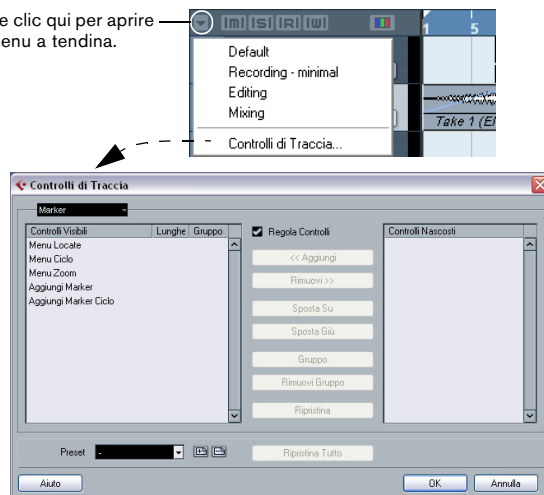 e clic qui per aprire
enu a tendina.
M S R W
1 5
Default
Recording - minimal
Editing
Mixing
Controlli di Traccia...
Take 1 (El
Controlli di Traccia
Marker
Controlli Visibili Lunghe Gruppo
Menu Locate
Menu Ciclo
Menu Zoom
Aggiungi Marker
Aggiungi Marker Ciclo
Regola Controlli
<< Aggiungi
Rimuovi >>
Sposta Su
Sposta Giù
Gruppo
Rimuovi Gruppo
Ripristina
Controlli Nascosti
Preset -
Ripristina Tutto
Aiuto
OK Annulla